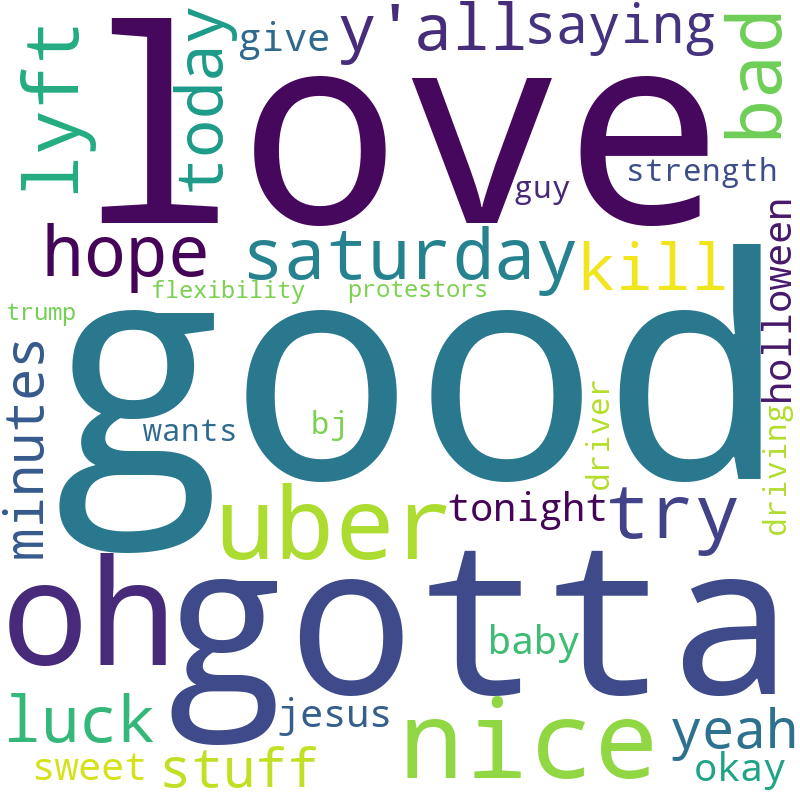 lyft
today
give
y'all
saying
bad
love
guy
strength
hope
saturday
kill
holloween
flexibility
protestors
trump
good
minutes
wants
bj
driver
driving
uber
tonight
try
oh
gotta
baby
luck
jesus
nice
yeah
sweet
stuff
okay